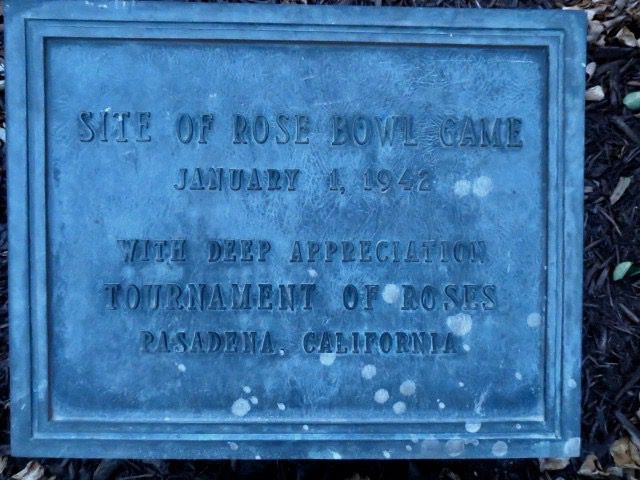 SITE OF ROSE BOWL GAME
JANUARY 1, 1942
WITH DEEP APPRECIATION
TOURNAMENT OF ROSES
PASADENA, CALIFORNIA